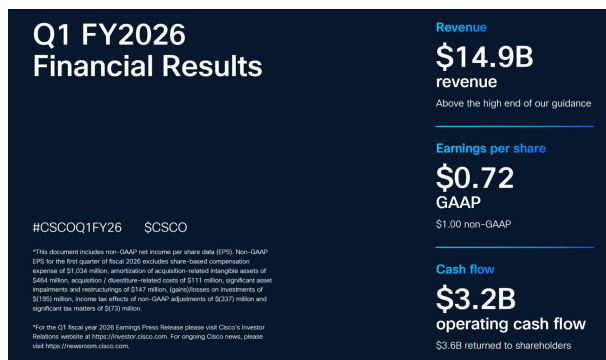 Q1 FY2026
Financial Results
#CSCOQ1FY26 $CSCO
*This document includes non-GAAP net income per share data (EPS). Non-GAAP
EPS for the first quarter of fiscal 2026 excludes share-based compensation
expense of $1,034 million, amortization of acquisition-related intangible assets of
$464 million, acquisition / divestiture-related costs of $111 million, significant asset
impairments and restructurings of $147 million, (gains)/losses on investments of
$(195) million, income tax effects of non-GAAP adjustments of $(337) million and
significant tax matters of $(73) million.
*For the Q1 fiscal year 2026 Earnings Press Release please visit Cisco's Investor
Relations website at https://investor.cisco.com. For ongoing Cisco news, please
visit https://newsroom.cisco.com.
Revenue
$14.9B
revenue
Above the high end of our guidance
Earnings per share
$0.72
GAAP
$1.00 non-GAAP
Cash flow
$3.2B
operating cash flow
$3.6B returned to shareholders